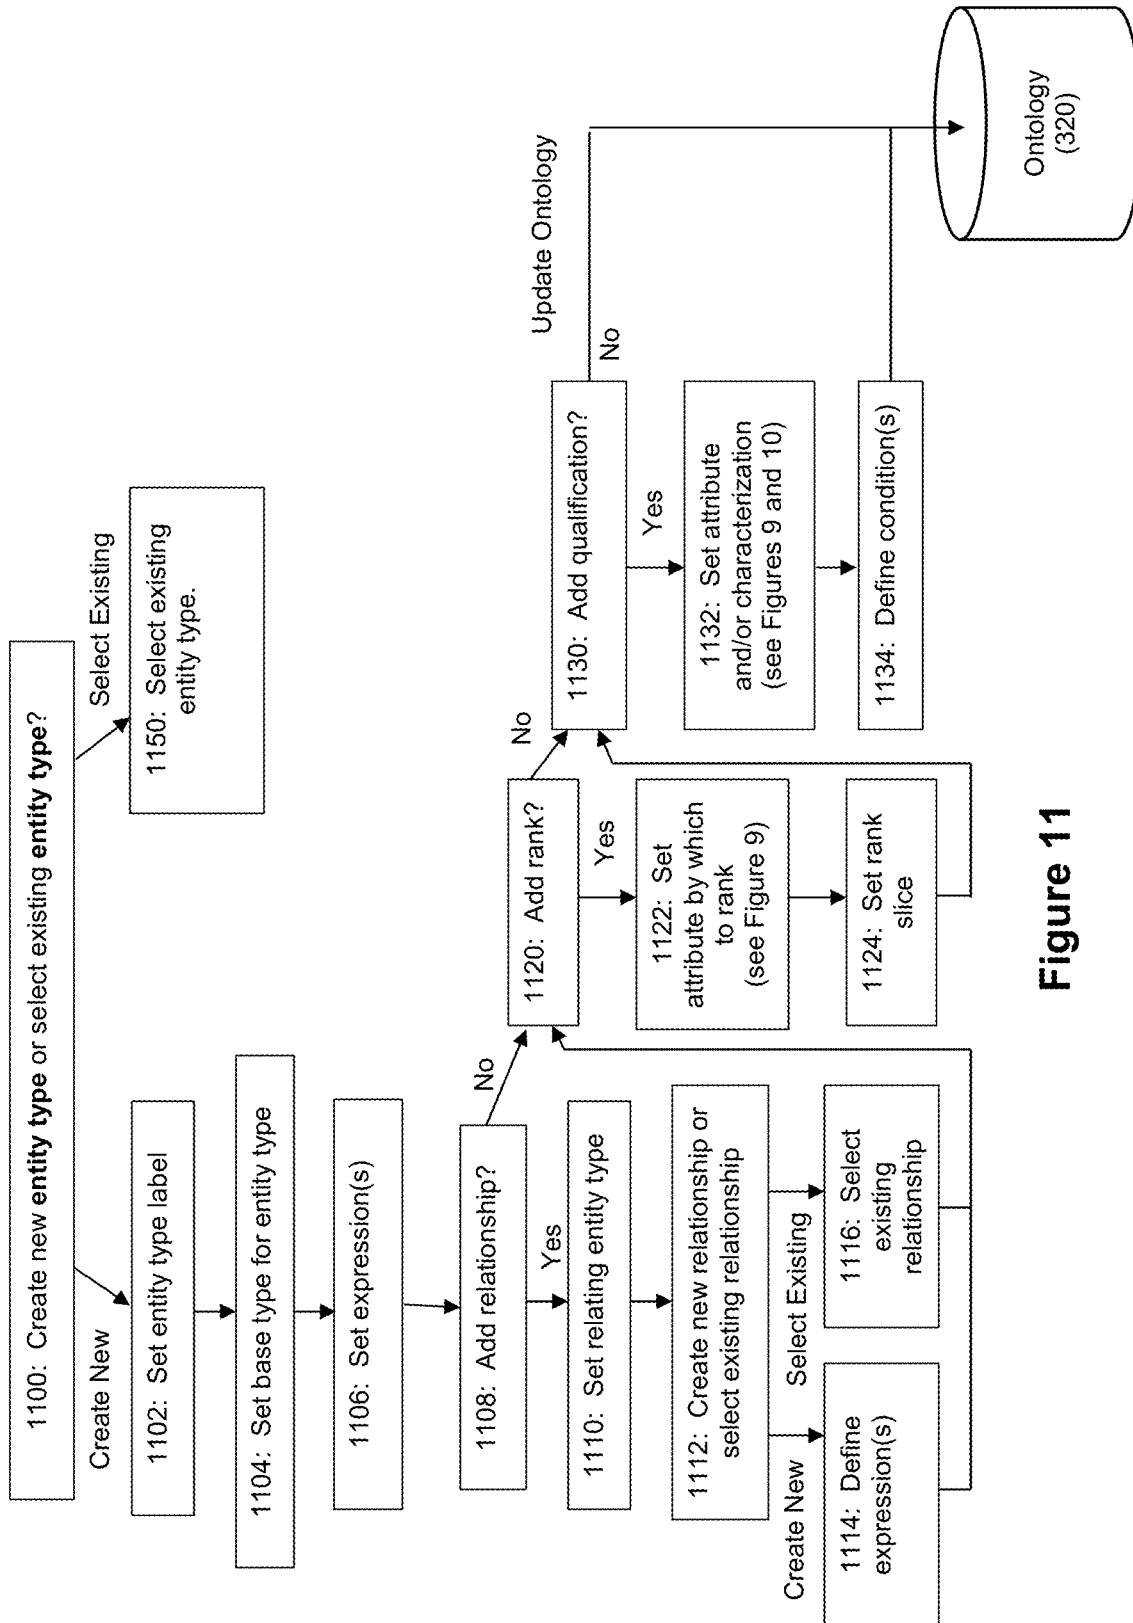 1100: Create new entity type or select existing entity type?
Create New
Select Existing
1102: Set entity type label
1150: Select existing
entity type.
1104: Set base type for entity type
1106: Set expression(s)
1108: Add relationship?
No
Yes
1110: Set relating entity type
1112: Create new relationship or
select existing relationship
Create New
Select Existing
1114: Define
expression(s)
1116: Select
existing
relationship
1120: Add rank?
No
Yes
1122: Set
attribute by which
to rank
(see Figure 9)
1124: Set rank
slice
1130: Add qualification?
No
Update Ontology
Yes
1132: Set attribute
and/or characterization
(see Figures 9 and 10)
1134: Define condition(s)
Ontology
(320)
Figure 11